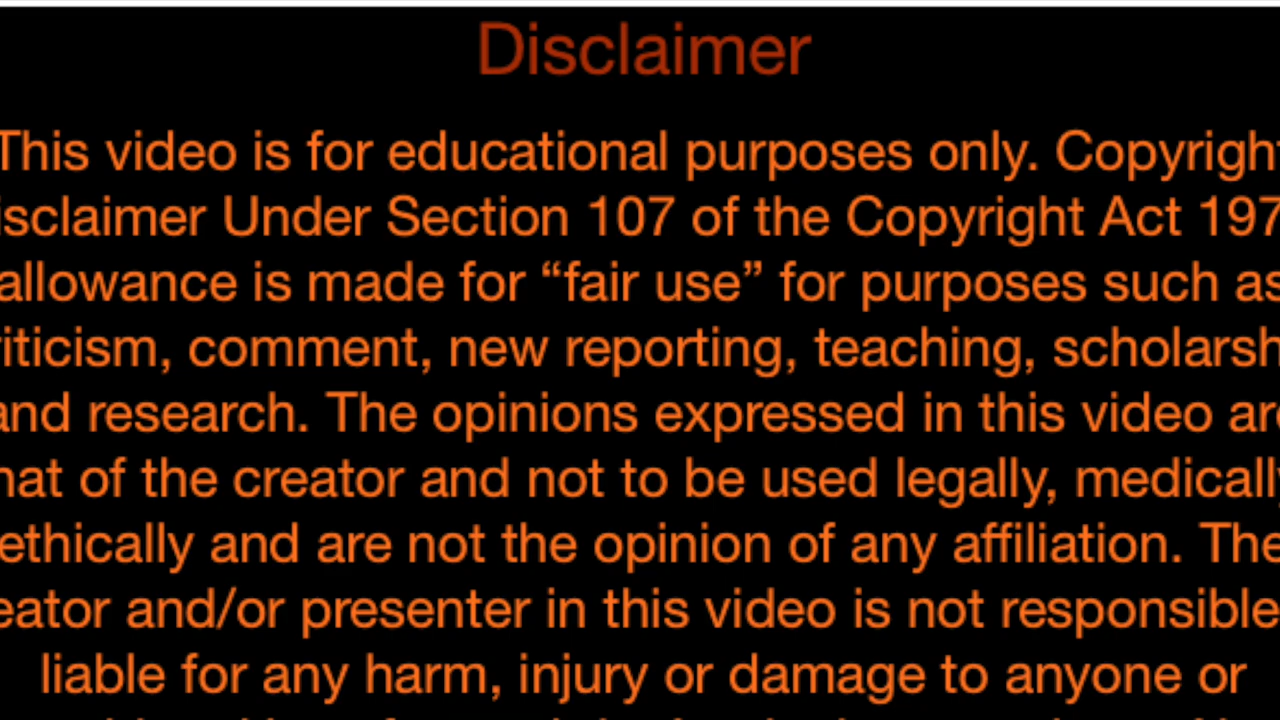 Disclaimer
This video is for educational purposes only. Copyright
isclaimer Under Section 107 of the Copyright Act 197
allowance is made for “fair use” for purposes such as
riticism, comment, new reporting, teaching, scholarsh
and research. The opinions expressed in this video are
hat of the creator and not to be used legally, medically
ethically and are not the opinion of any affiliation. The
eator and/or presenter in this video is not responsible
liable for any harm, injury or damage to anyone or